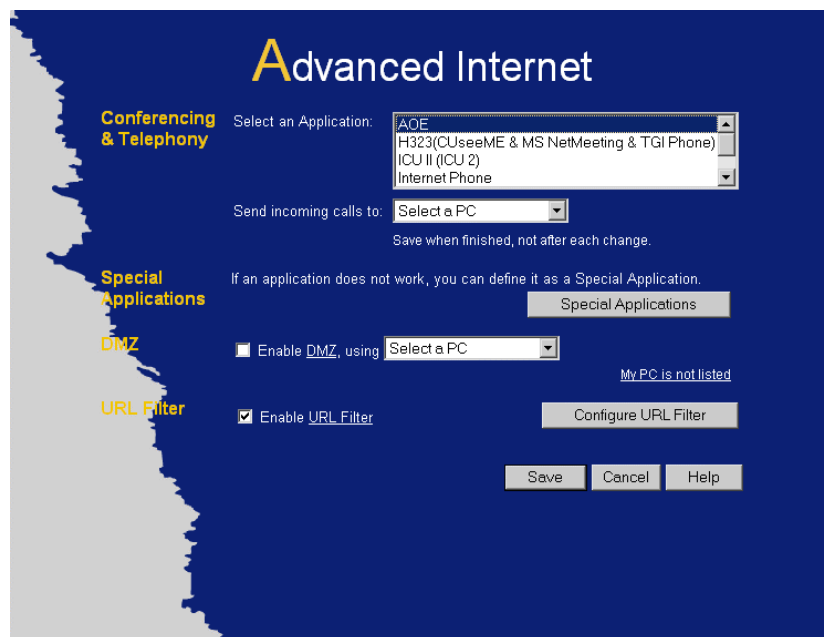 Advanced Internet
Conferencing
& Telephony
Select an Application:
AOE
H323(CUseeME & MS NetMeeting & TGI Phone)
ICU II (ICU 2)
Internet Phone
Send incoming calls to:
Select a PC
Save when finished, not after each change.
Special
Applications
If an application does not work, you can define it as a Special Application.
Special Applications
DMZ
Enable DMZ, using
Select a PC
My PC is not listed
URL Filter
Enable URL Filter
Configure URL Filter
Save
Cancel
Help